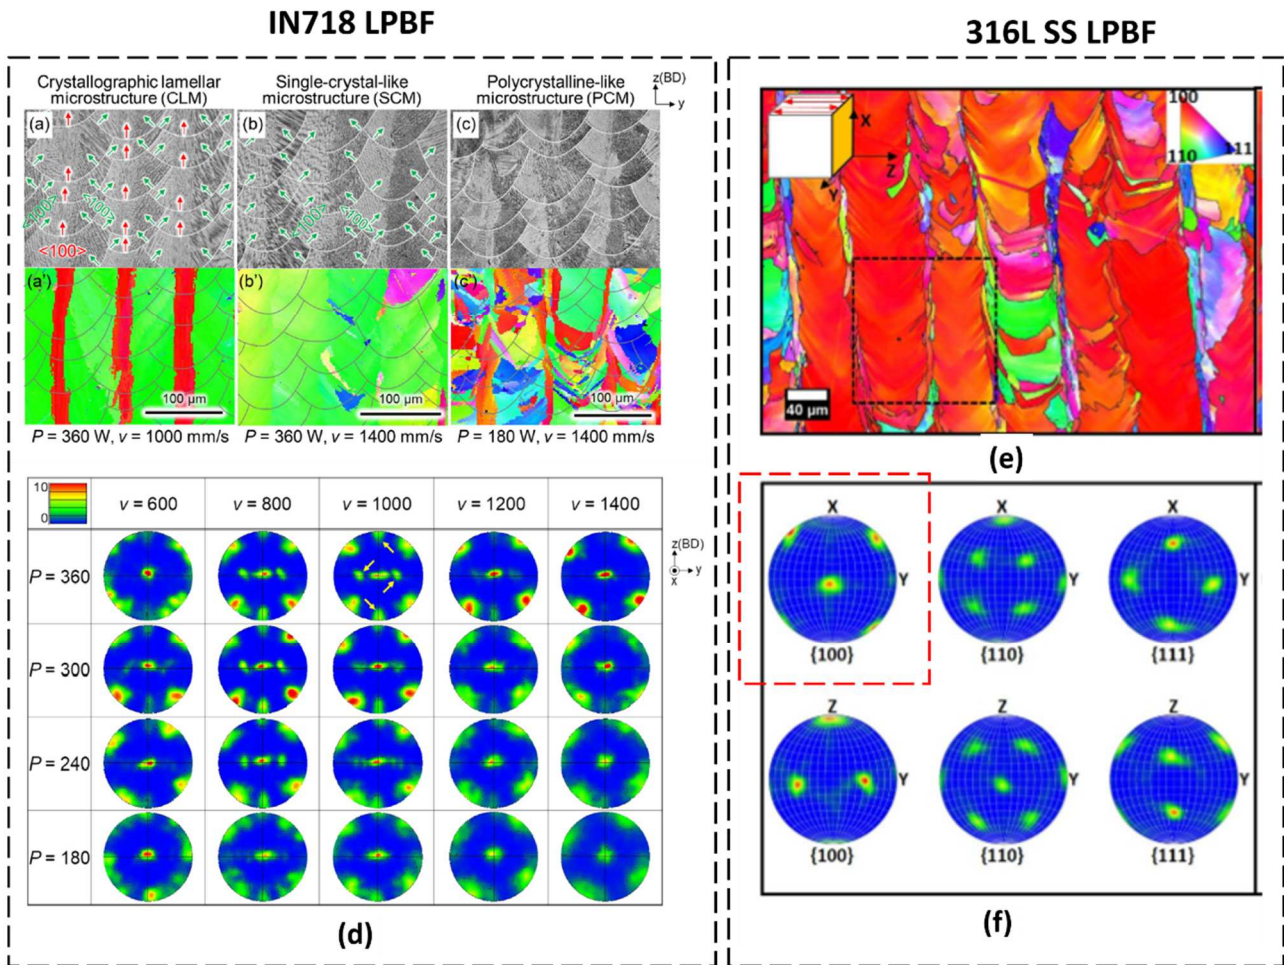 IN718 LPBF
316L SS LPBF
Crystallographic lamellar
microstructure (CLM)
Single-crystal-like
microstructure (SCM)
Polycrystalline-like
microstructure (PCM)
z(BD)
y
(a)
(b)
(c)
<100>
<100>
<100>
<100>
<100>
(a')
(b')
(c')
100 µm
100 µm
100 µm
P = 360 W, v = 1000 mm/s
P = 360 W, v = 1400 mm/s
P = 180 W, v = 1400 mm/s
10
0
v = 600
v = 800
v = 1000
v = 1200
v = 1400
P = 360
P = 300
P = 240
P = 180
z(BD)
y
x
(d)
X
Z
Y
100
110
111
40 µm
(e)
X
Y
{100}
X
Y
{110}
X
Y
{111}
Z
Y
{100}
Z
Y
{110}
Z
Y
{111}
(f)